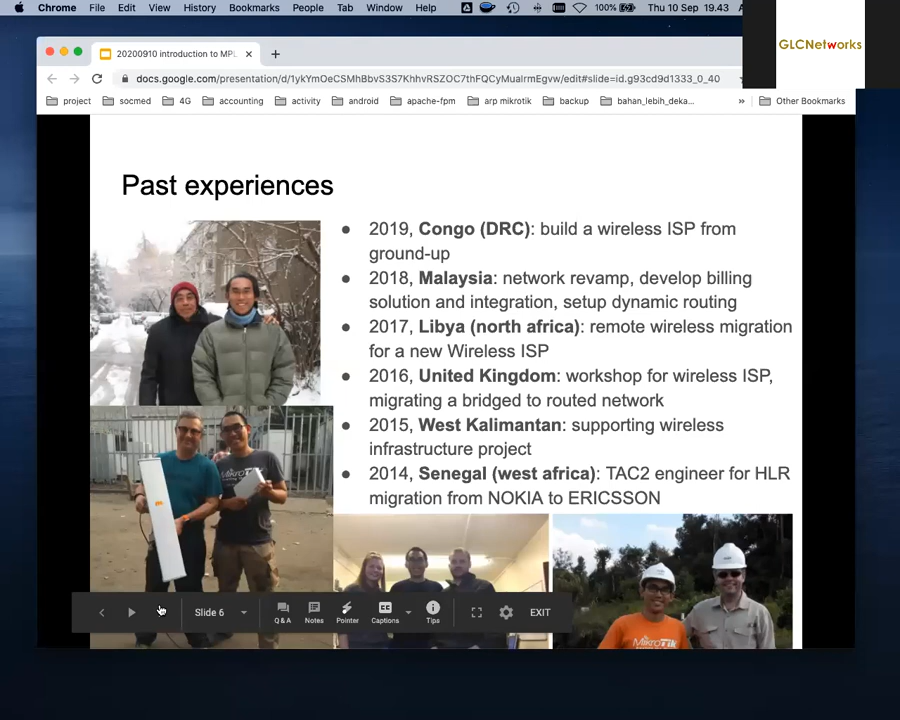 Chrome File Edit View History Bookmarks People Tab Window Help 100% Thu 10 Sep 19.43
GLCNetworks
20200910 introduction to MPL
docs.google.com/presentation/d/1ykYmOeCSMhBbvS3S7KhhvRSZOC7thFQCyMualrmEgvw/edit#slide=id.g93cd9d1333_0_40
project socmed 4G accounting activity android apache-fpm arp mikrotik backup bahan_lebih_deka... » Other Bookmarks
Past experiences
● 2019, Congo (DRC): build a wireless ISP from
ground-up
● 2018, Malaysia: network revamp, develop billing
solution and integration, setup dynamic routing
● 2017, Libya (north africa): remote wireless migration
for a new Wireless ISP
● 2016, United Kingdom: workshop for wireless ISP,
migrating a bridged to routed network
● 2015, West Kalimantan: supporting wireless
infrastructure project
● 2014, Senegal (west africa): TAC2 engineer for HLR
migration from NOKIA to ERICSSON
MikroTik
MikroTik
Slide 6 Q & A Notes Pointer CC Captions Tips EXIT